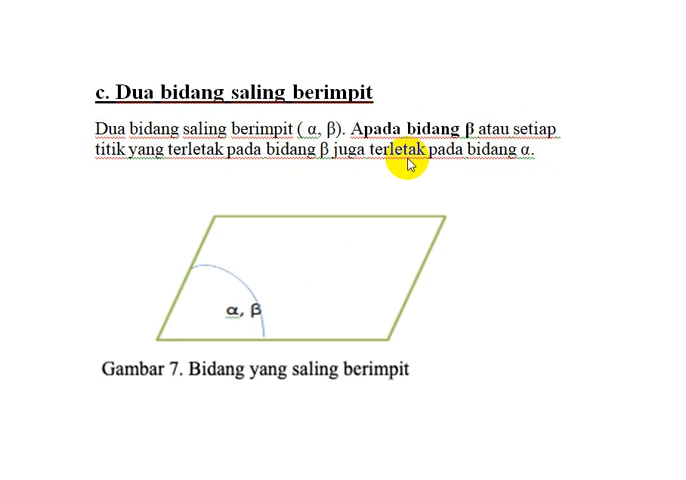 c. Dua bidang saling berimpit
Dua bidang saling berimpit ( α, β). Apada bidang β atau setiap
titik yang terletak pada bidang β juga terletak pada bidang α.
α, β
Gambar 7. Bidang yang saling berimpit